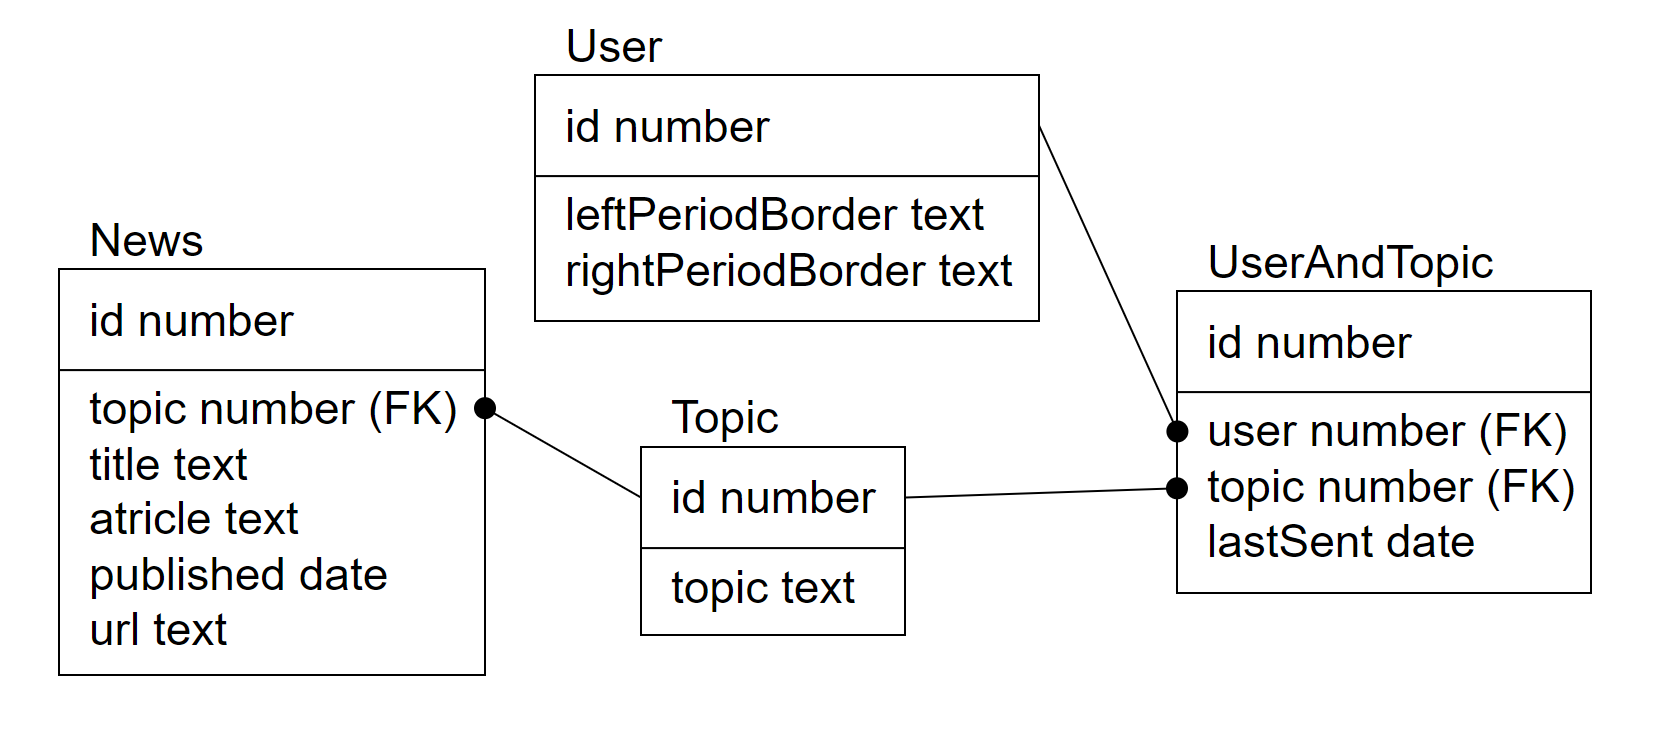 User
id number
leftPeriodBorder text
rightPeriodBorder text
News
id number
topic number (FK)
title text
atricle text
published date
url text
Topic
id number
topic text
UserAndTopic
id number
user number (FK)
topic number (FK)
lastSent date